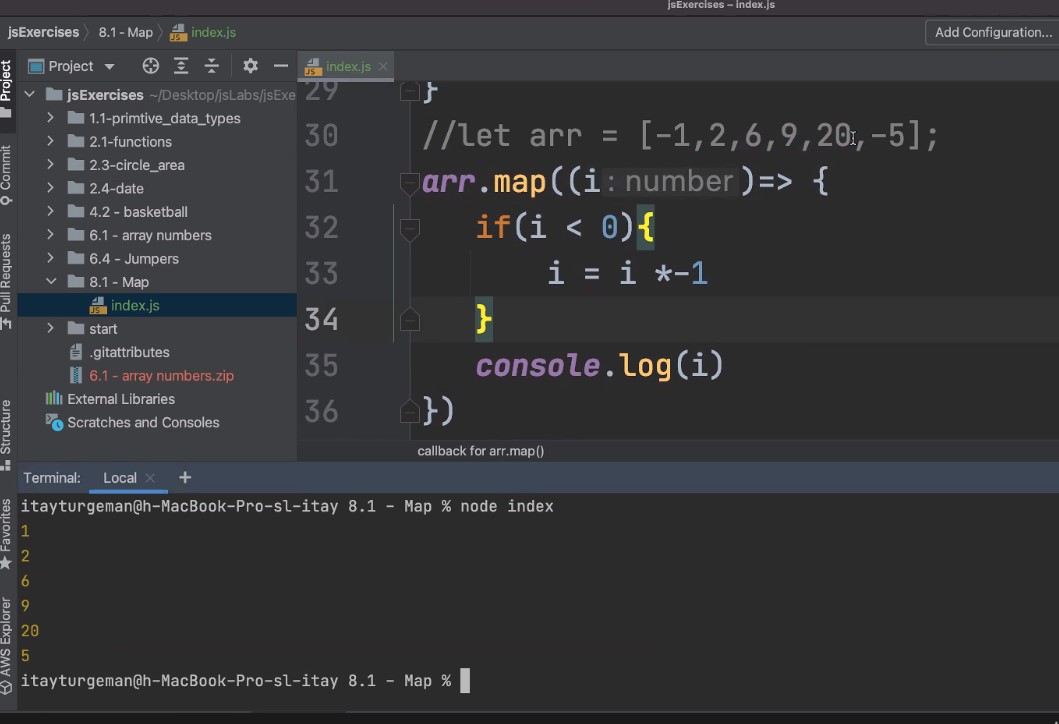 jsExercises – index.js
jsExercises 8.1 - Map index.js
Add Configuration...
Project
Commit
Pull Requests
Structure
Favorites
AWS Explorer
Project
jsExercises ~/Desktop/jsLabs/jsExe
1.1-primtive_data_types
2.1-functions
2.3-circle_area
2.4-date
4.2 - basketball
6.1 - array numbers
6.4 - Jumpers
8.1 - Map
index.js
start
.gitattributes
6.1 - array numbers.zip
External Libraries
Scratches and Consoles
index.js
29 }
30 //let arr = [-1,2,6,9,20,-5];
31 arr.map((i : number )=> {
32 if(i < 0){
33 i = i *-1
34 }
35 console.log(i)
36 })
callback for arr.map()
Terminal: Local +
itayturgeman@h-MacBook-Pro-sl-itay 8.1 - Map % node index
1
2
6
9
20
5
itayturgeman@h-MacBook-Pro-sl-itay 8.1 - Map %